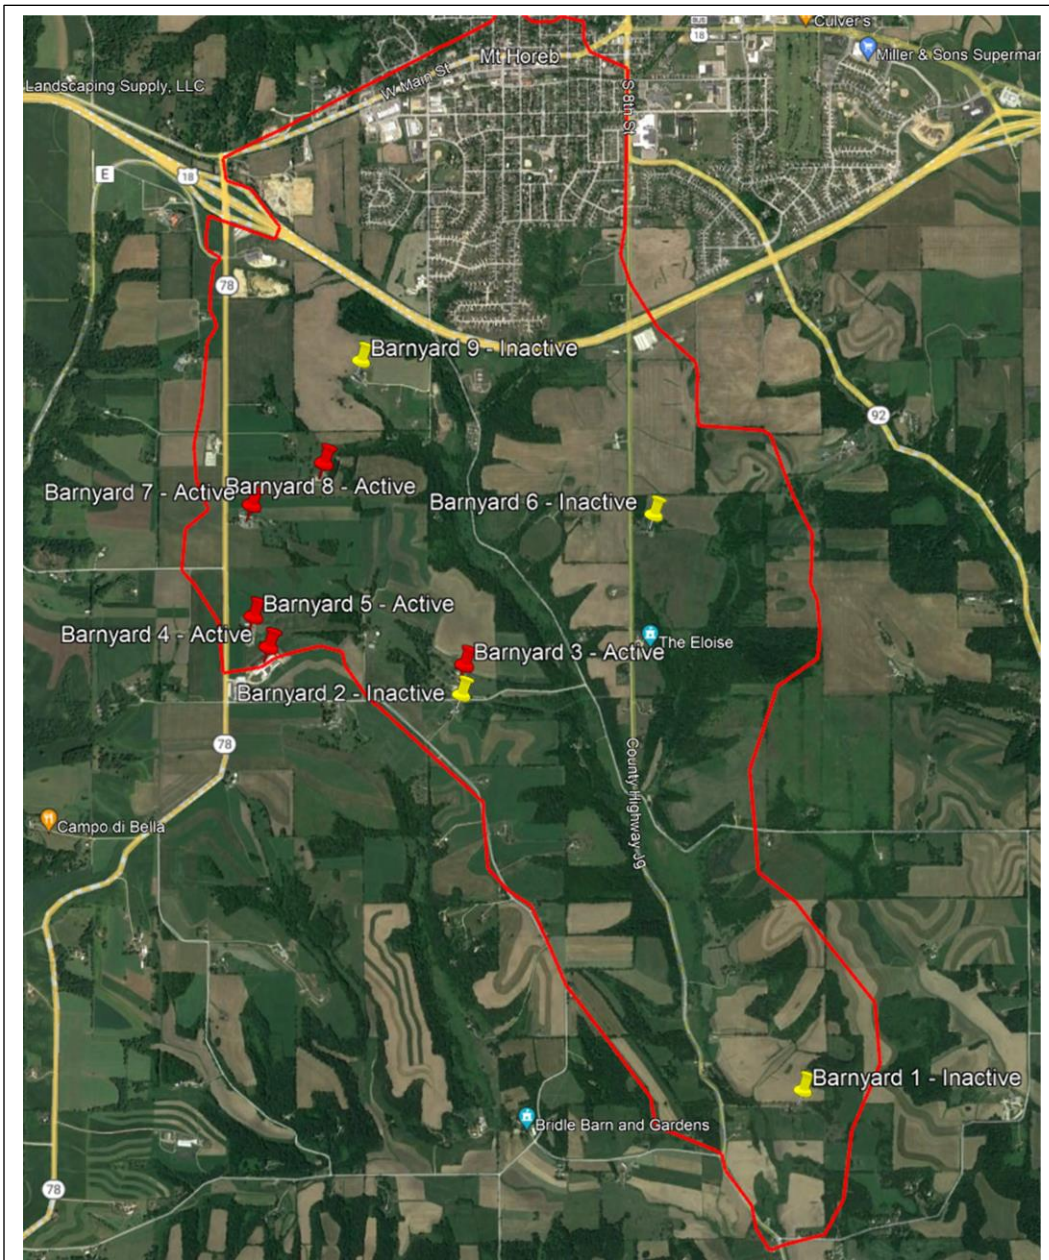 Culver's
BUS
18
Mt Horeb
Miller & Sons Supermar
W Main St
Landscaping Supply, LLC
S 8th St
E
18
78
Barnyard 9 - Inactive
92
Barnyard 8 - Active
Barnyard 7 - Active
Barnyard 6 - Inactive
Barnyard 5 - Active
Barnyard 4 - Active
The Eloise
Barnyard 3 - Active
Barnyard 2 - Inactive
78
County Highway JG
Campo di Bella
Barnyard 1 - Inactive
Bridle Barn and Gardens
78